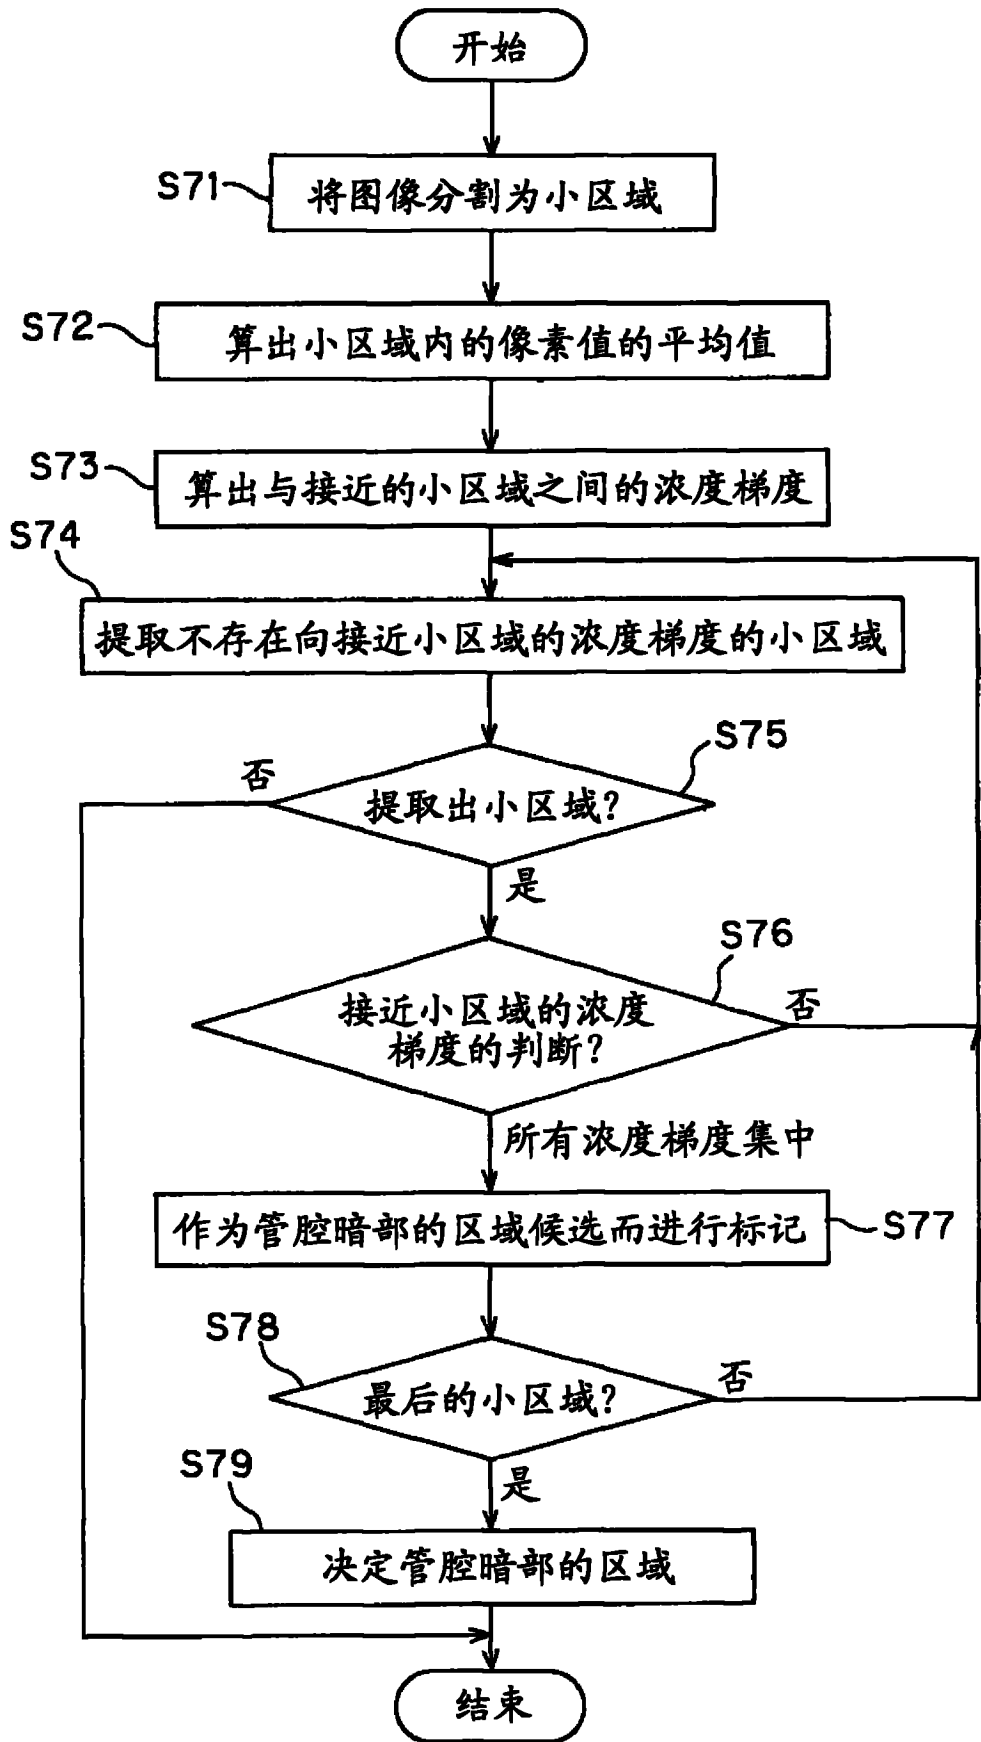 开始
S71
将图像分割为小区域
S72
算出小区域内的像素值的平均值
S73
算出与接近的小区域之间的浓度梯度
S74
提取不存在向接近小区域的浓度梯度的小区域
S75
否
提取出小区域?
是
S76
接近小区域的浓度
梯度的判断?
否
所有浓度梯度集中
作为管腔暗部的区域候选而进行标记
S77
S78
最后的小区域?
否
是
S79
决定管腔暗部的区域
结束